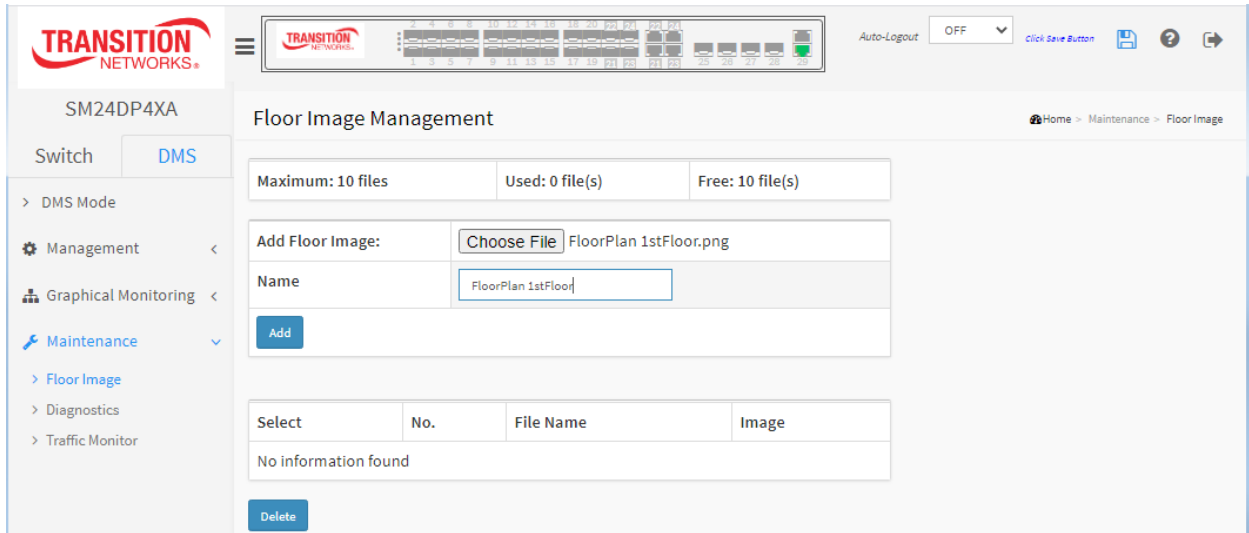 TRANSITION
NETWORKS®
TRANSITION
NETWORKS.
2 4 6 8 10 12 14 16 18 20 22 24 22 24
1 3 5 7 9 11 13 15 17 19 21 23 21 23 25 26 27 28 29
Auto-Logout OFF Click Save Button
SM24DP4XA
Switch DMS
> DMS Mode
Management <
Graphical Monitoring <
Maintenance
> Floor Image
> Diagnostics
> Traffic Monitor
Floor Image Management
Home > Maintenance > Floor Image
Maximum: 10 files Used: 0 file(s) Free: 10 file(s)
Add Floor Image: Choose File FloorPlan 1stFloor.png
Name FloorPlan 1stFloor
Add
Select No. File Name Image
No information found
Delete